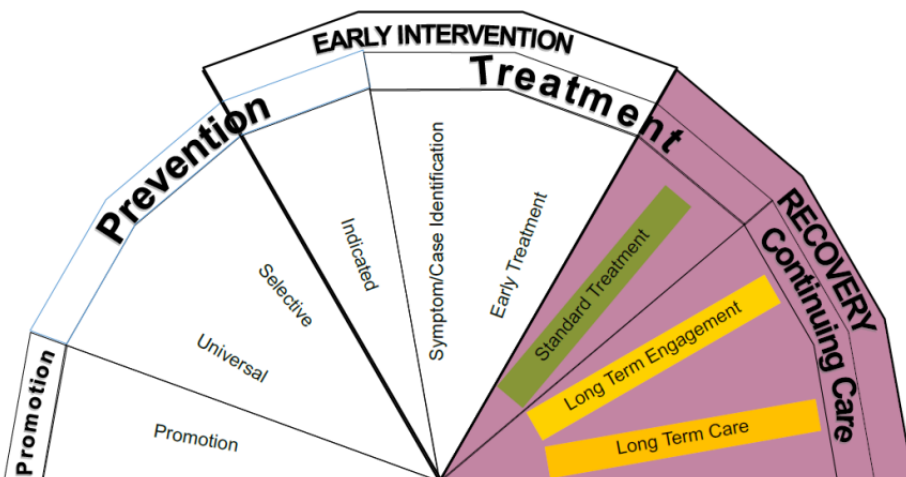 EARLY INTERVENTION
Prevention
Treatment
RECOVERY
Continuing Care
Promotion
Promotion
Universal
Selective
Indicated
Symptom/Case Identification
Early Treatment
Standard Treatment
Long Term Engagement
Long Term Care